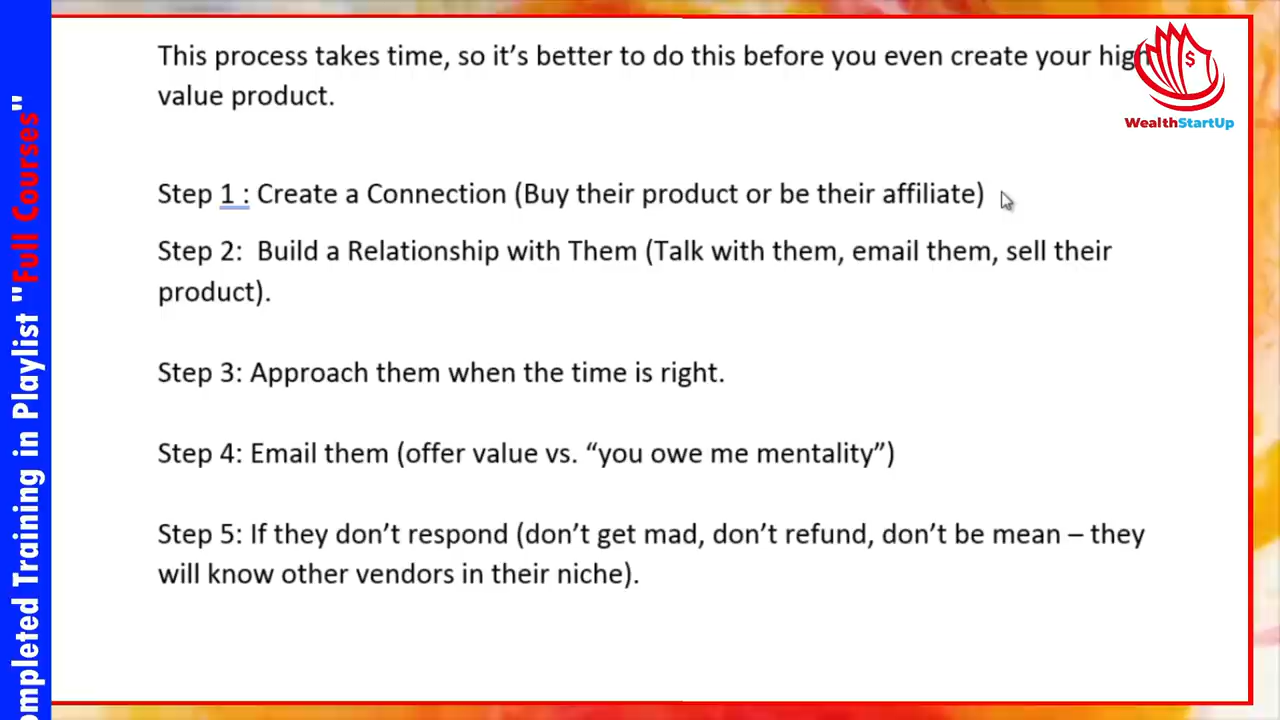 This process takes time, so it’s better to do this before you even create your high
value product.
Step 1 : Create a Connection (Buy their product or be their affiliate)
Step 2:  Build a Relationship with Them (Talk with them, email them, sell their
product).
Step 3: Approach them when the time is right.
Step 4: Email them (offer value vs. “you owe me mentality”)
Step 5: If they don’t respond (don’t get mad, don’t refund, don’t be mean – they
will know other vendors in their niche).
$
WealthStartUp
ompleted Training in Playlist "Full Courses"